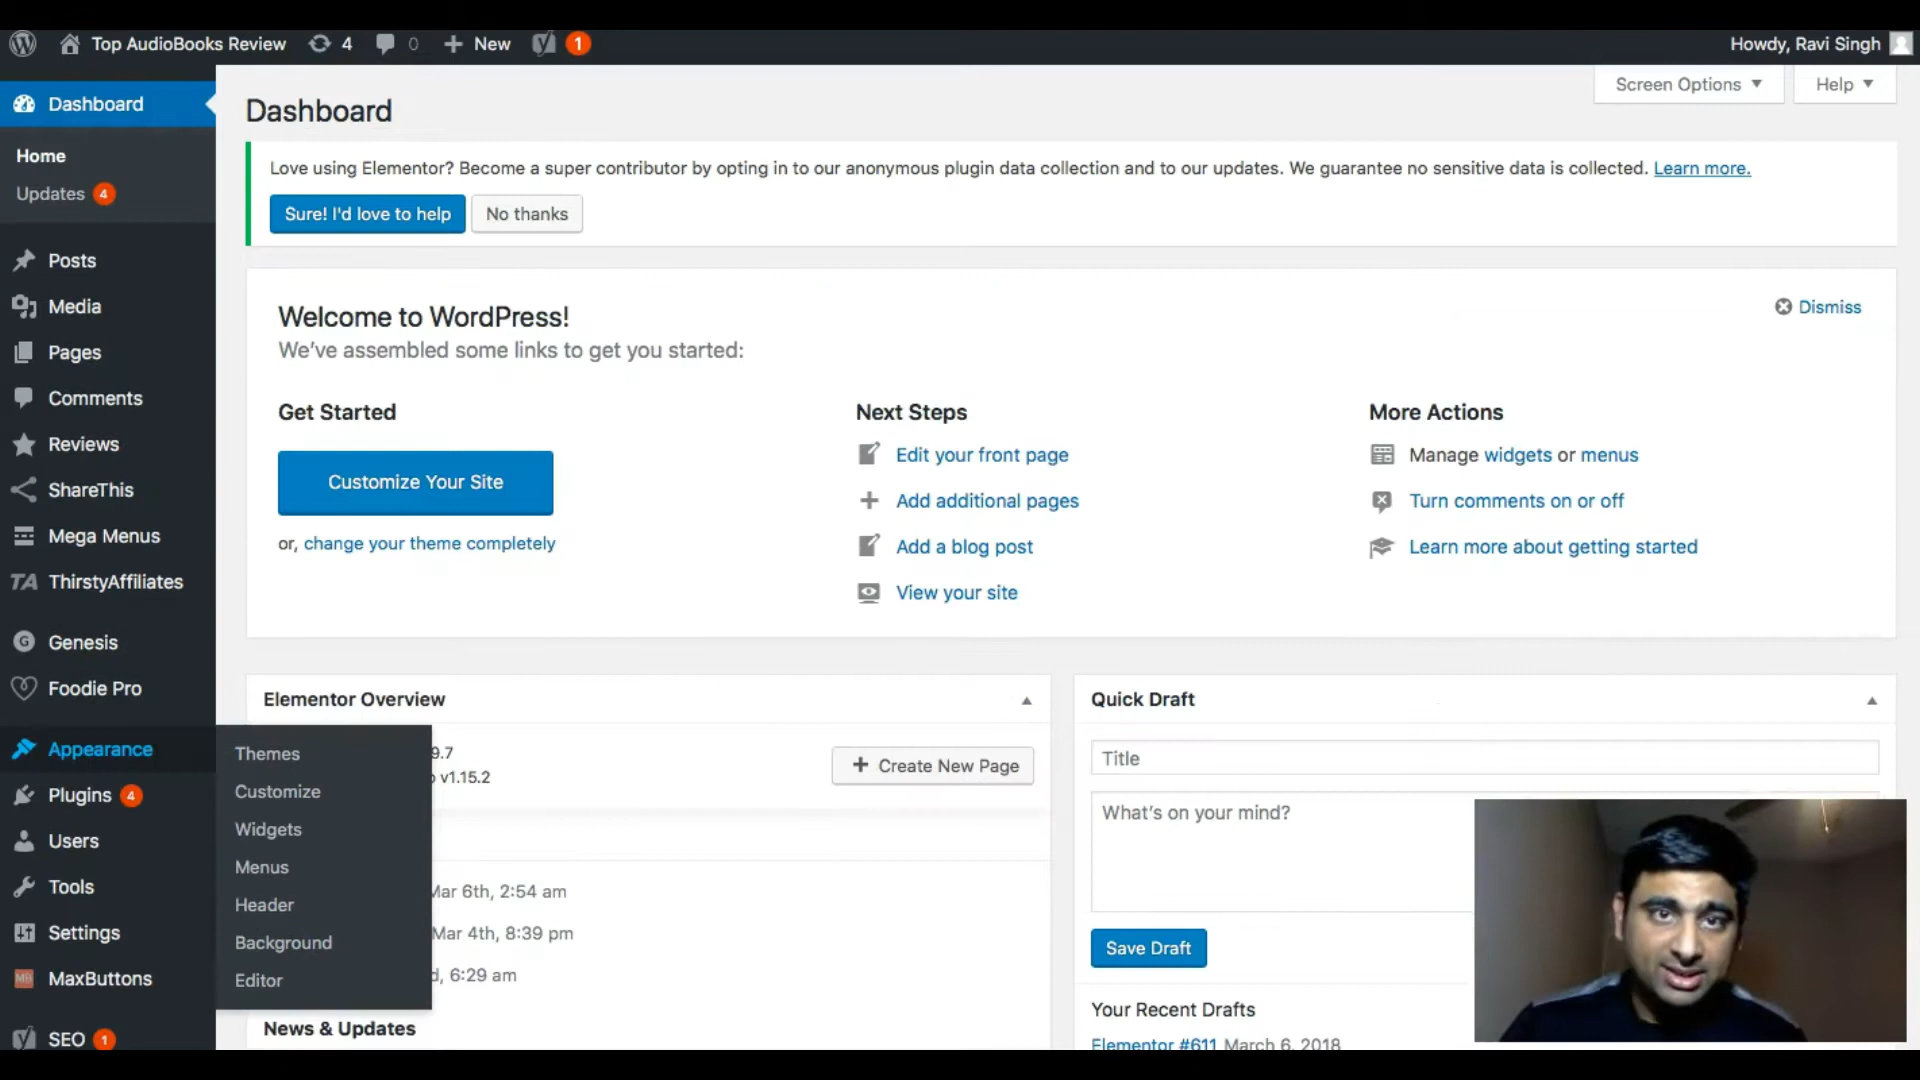 Top AudioBooks Review 4 0 New 1 Howdy, Ravi Singh
Screen Options Help
Dashboard
Home
Updates 4
Posts
Media
Pages
Comments
Reviews
ShareThis
Mega Menus
TA ThirstyAffiliates
Genesis
Foodie Pro
Appearance
Plugins 4
Users
Tools
Settings
MB MaxButtons
SEO 1
Themes
Customize
Widgets
Menus
Header
Background
Editor
Dashboard
Love using Elementor? Become a super contributor by opting in to our anonymous plugin data collection and to our updates. We guarantee no sensitive data is collected. Learn more.
Sure! I'd love to help No thanks
Welcome to WordPress!
Dismiss
We've assembled some links to get you started:
Get Started
Customize Your Site
or, change your theme completely
Next Steps
Edit your front page
Add additional pages
Add a blog post
View your site
More Actions
Manage widgets or menus
Turn comments on or off
Learn more about getting started
Elementor Overview
9.7
v1.15.2
Create New Page
Mar 6th, 2:54 am
Mar 4th, 8:39 pm
, 6:29 am
News & Updates
Quick Draft
Title
What's on your mind?
Save Draft
Your Recent Drafts
Elementor #611 March 6, 2018